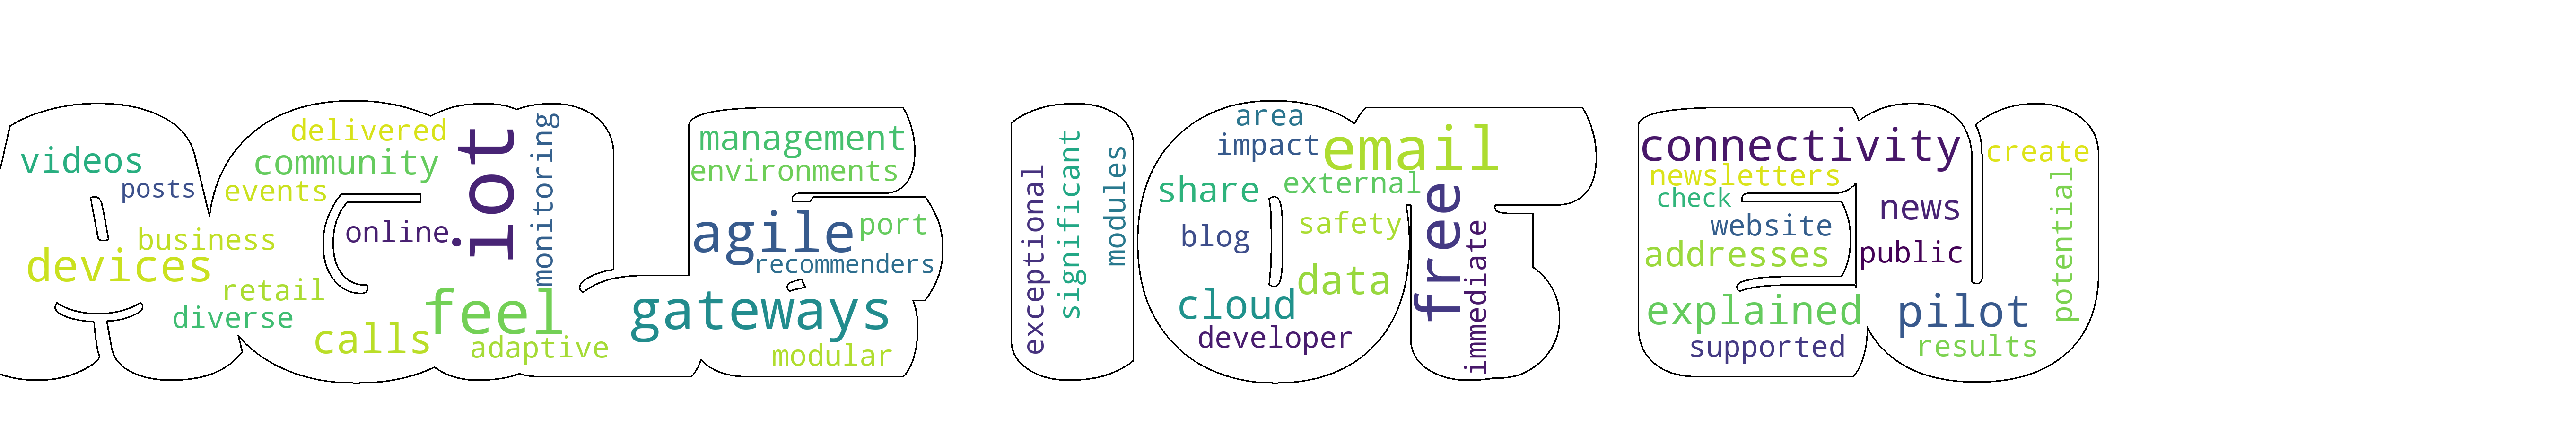 videos
posts
devices
business
retail
diverse
delivered
community
events
online
calls
iot
monitoring
feel
adaptive
management
environments
agile
port
recommenders
gateways
modular
exceptional
significant
modules
area
impact
email
share
external
blog
safety
data
cloud
developer
free
immediate
connectivity
newsletters
check
website
addresses
explained
supported
news
public
pilot
results
create
potential